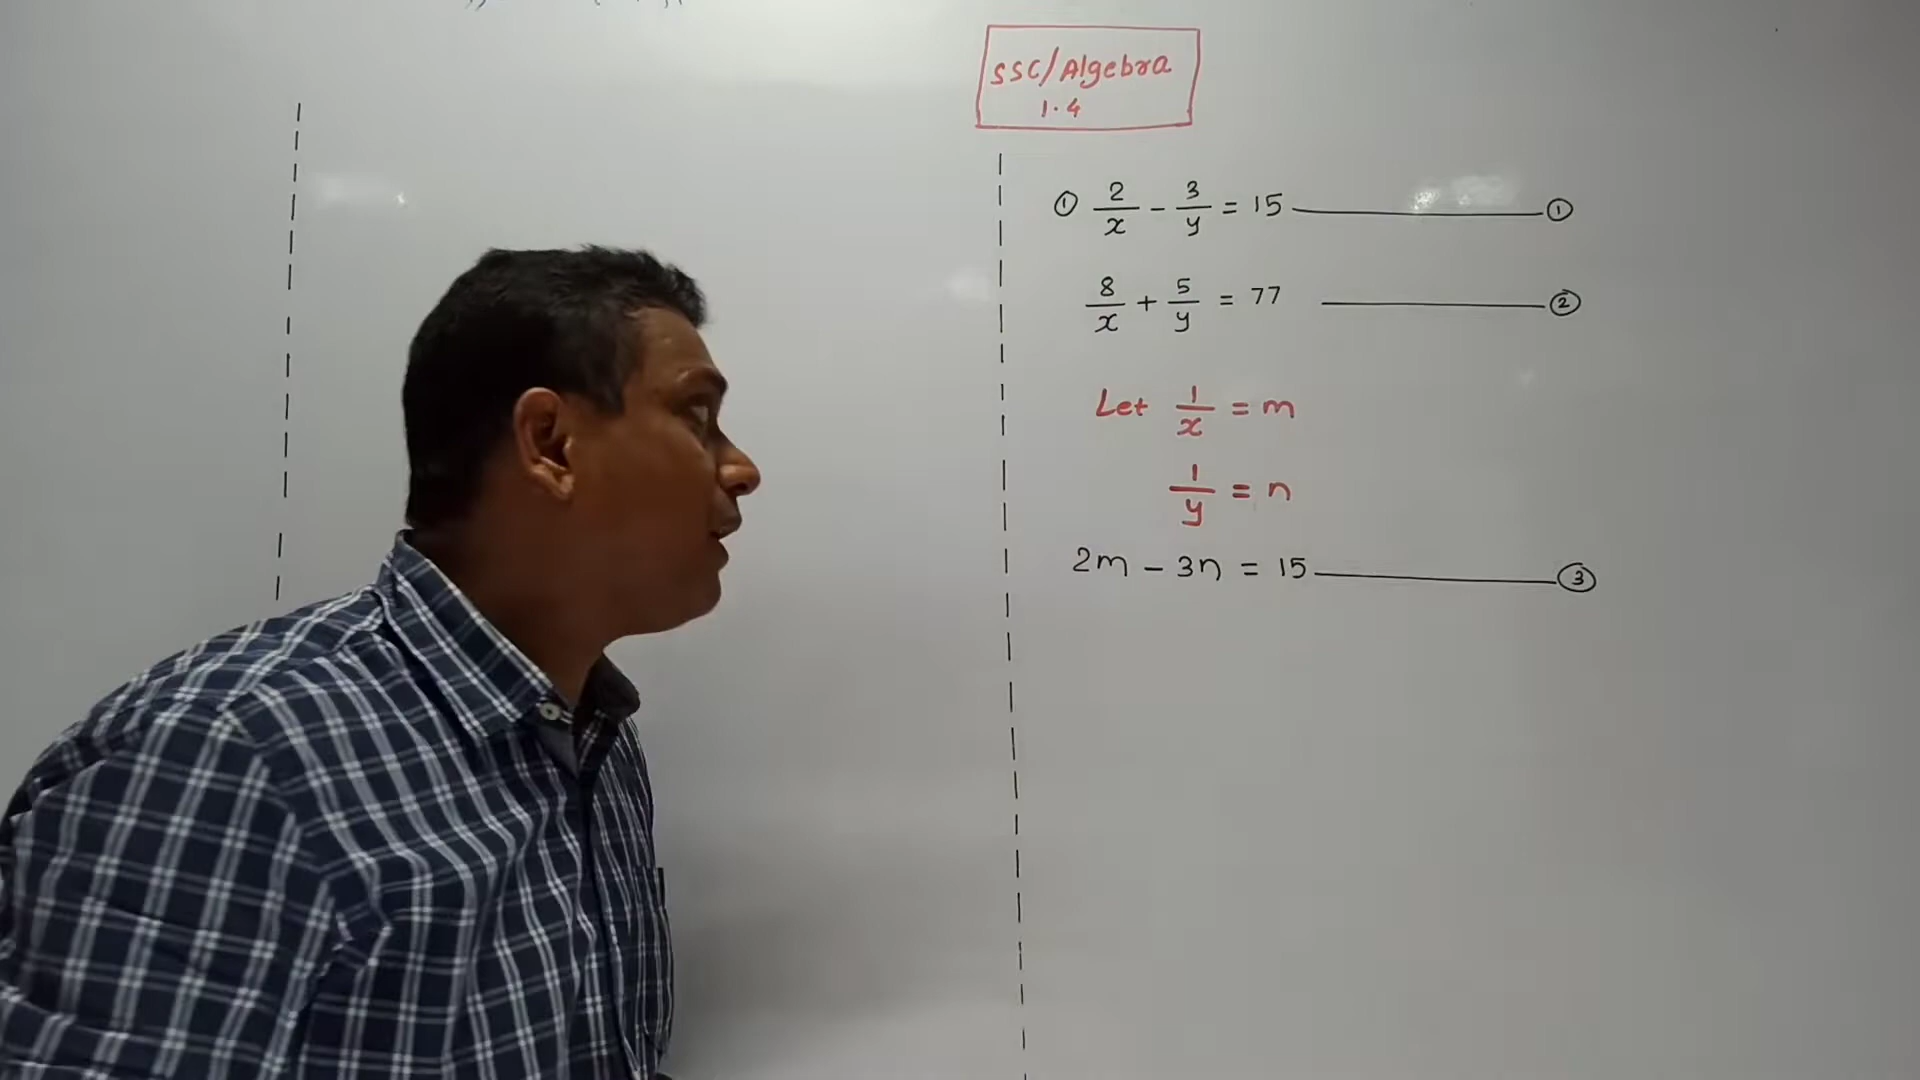 SSC/Algebra
1.4
① 2/x - 3/y = 15 ①
8/x + 5/y = 77 ②
Let 1/x = m
1/y = n
2m - 3n = 15 ③